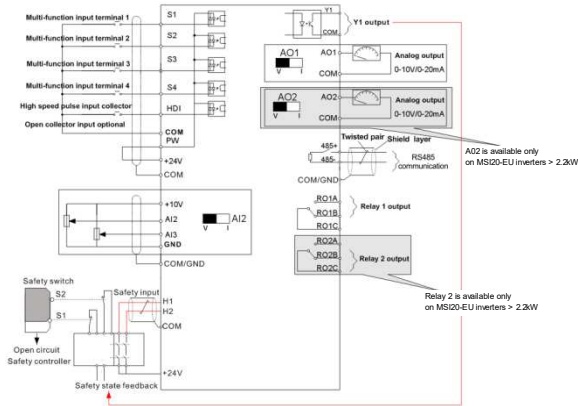 Multi-function input terminal 1
S1
Multi-function input terminal 2
S2
Multi-function input terminal 3
S3
Multi-function input terminal 4
S4
High speed pulse input collector
HDI
Open collector input optional
COM
PW
+24V
COM
+10V
AI2
AI3
GND
V I
AI2
COM/GND
Safety switch
S2
S1
Safety input
H1
H2
COM
Open circuit
Safety controller
+24V
Safety state feedback
Y1
COM
Y1 output
AO1
V I
AO1
COM
Analog output
0-10V/0-20mA
AO2
V I
AO2
COM
Analog output
0-10V/0-20mA
A02 is available only
on MSI20-EU inverters > 2.2kW
Twisted pair
Shield layer
485+
485-
RS485
communication
COM/GND
RO1A
RO1B
RO1C
Relay 1 output
RO2A
RO2B
RO2C
Relay 2 output
Relay 2 is available only
on MSI20-EU inverters > 2.2kW